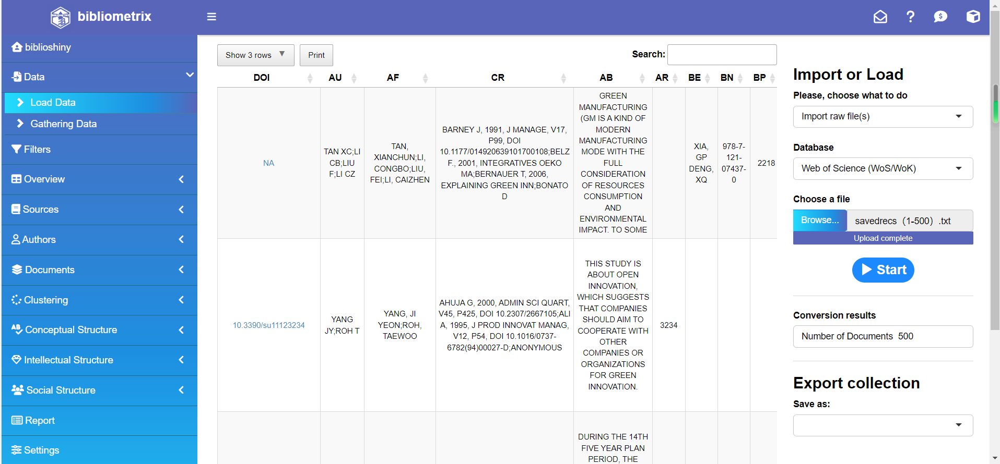 bibliometrix
biblioshiny
Data
Load Data
Gathering Data
Filters
Overview
Sources
Authors
Documents
Clustering
Conceptual Structure
Intellectual Structure
Social Structure
Report
Settings
Show 3 rows
Print
Search:
DOI AU AF CR AB AR BE BN BP
NA
TAN XC;LI
CB;LIU
F;LI CZ
TAN,
XIANCHUN;LI,
CONGBO;LIU,
FEI;LI, CAIZHEN
BARNEY J, 1991, J MANAGE, V17,
P99, DOI
10.1177/014920639101700108;BELZ
F., 2001, INTEGRATIVES OEKO
MA;BERNAUER T, 2006,
EXPLAINING GREEN INN;BONATO
D
GREEN
MANUFACTURING
(GM IS A KIND OF
MODERN
MANUFACTURING
MODE WITH THE
FULL
CONSIDERATION
OF RESOURCES
CONSUMPTION
AND
ENVIRONMENTAL
IMPACT. TO SOME
XIA,
GP
DENG,
XQ
978-7-
121-
07437-
0
2218
10.3390/su11123234
YANG
JY;ROH T
YANG, JI
YEON;ROH,
TAEWOO
AHUJA G, 2000, ADMIN SCI QUART,
V45, P425, DOI 10.2307/2667105;ALI
A, 1995, J PROD INNOVAT MANAG,
V12, P54, DOI 10.1016/0737-
6782(94)00027-D;ANONYMOUS
THIS STUDY IS
ABOUT OPEN
INNOVATION,
WHICH SUGGESTS
THAT COMPANIES
SHOULD AIM TO
COOPERATE WITH
OTHER
COMPANIES OR
ORGANIZATIONS
FOR GREEN
INNOVATION.
3234
DURING THE 14TH
FIVE YEAR PLAN
PERIOD, THE
Import or Load
Please, choose what to do
Import raw file(s)
Database
Web of Science (WoS/WoK)
Choose a file
Browse... savedrecs（1-500）.txt
Upload complete
Start
Conversion results
Number of Documents 500
Export collection
Save as: